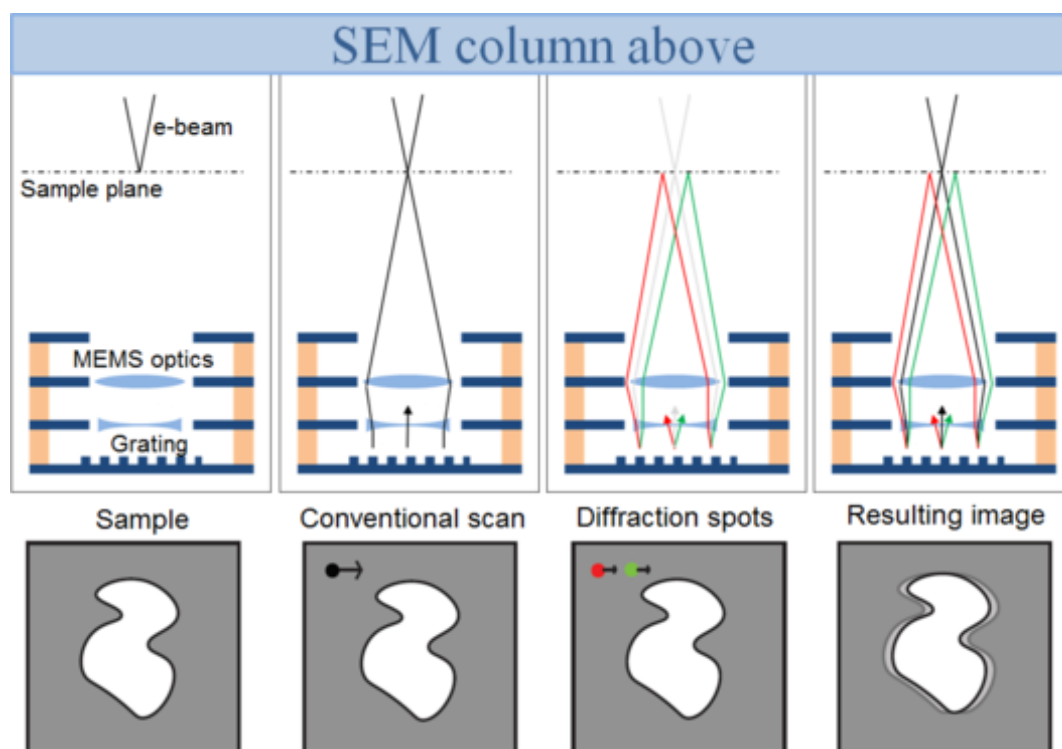 SEM column above
e-beam
Sample plane
MEMS optics
Grating
Sample
Conventional scan
Diffraction spots
Resulting image